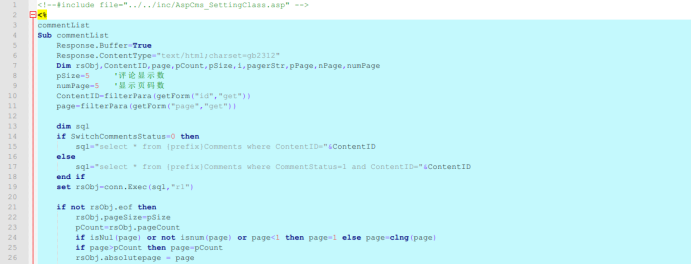 1 <!--#include file="../../inc/AspCms_SettingClass.asp" -->
2 <%
3 commentList
4 Sub commentList
5 Response.Buffer=True
6 Response.ContentType="text/html;charset=gb2312"
7 Dim rsObj,ContentID,page,pCount,pSize,i,pagerStr,pPage,nPage,numPage
8 pSize=5 '评论显示数
9 numPage=5 '显示页码数
10 ContentID=filterPara(getForm("id","get"))
11 page=filterPara(getForm("page","get"))
12
13 dim sql
14 if SwitchCommentsStatus=0 then
15 sql="select * from {prefix}Comments where ContentID="&ContentID
16 else
17 sql="select * from {prefix}Comments where CommentStatus=1 and ContentID="&ContentID
18 end if
19 set rsObj=conn.Exec(sql,"r1")
20
21 if not rsObj.eof then
22 rsObj.pageSize=pSize
23 pCount=rsObj.pageCount
24 if isNul(page) or not isnum(page) or page<1 then page=1 else page=clng(page)
25 if page>pCount then page=pCount
26 rsObj.absolutepage = page